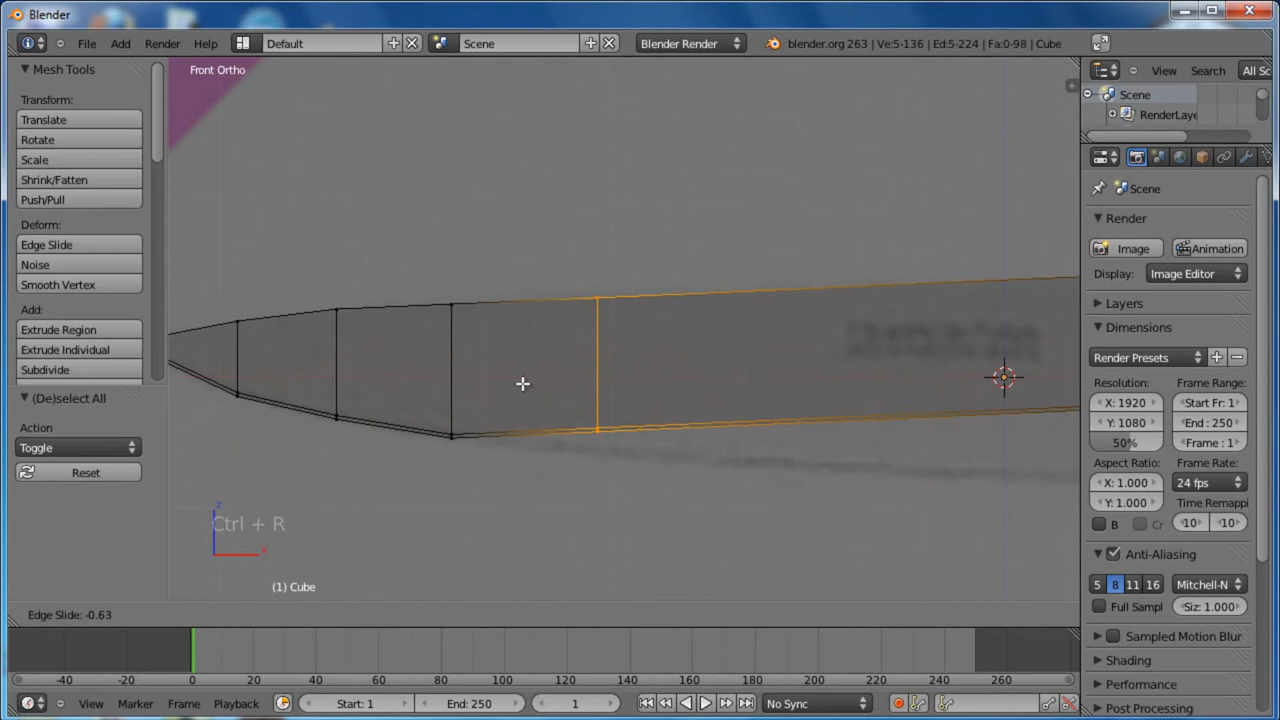 Blender
File Add Render Help Default Scene Blender Render blender.org 263 | Ve:5-136 | Ed:5-224 | Fa:0-98 | Cube
Mesh Tools
Transform:
Translate
Rotate
Scale
Shrink/Fatten
Push/Pull
Deform:
Edge Slide
Noise
Smooth Vertex
Add:
Extrude Region
Extrude Individual
Subdivide
(De)select All
Action
Toggle
Reset
Front Ortho
Ctrl + R
z
x
(1) Cube
Edge Slide: -0.63
View Search All Sc
Scene
RenderLaye
Scene
Render
Image Animation
Display: Image Editor
Layers
Dimensions
Render Presets
Resolution: Frame Range:
X: 1920 Start Fr: 1
Y: 1080 End : 250
50% Frame : 1
Aspect Ratio: Frame Rate:
X: 1.000 24 fps
Y: 1.000 Time Remappi
B Cr 10 10
Anti-Aliasing
5 8 11 16 Mitchell-N
Full Sampl Siz: 1.000
Sampled Motion Blur
Shading
Performance
Post Processing
-40 -20 0 20 40 60 80 100 120 140 160 180 200 220 240 260
View Marker Frame Playback Start: 1 End: 250 1 No Sync